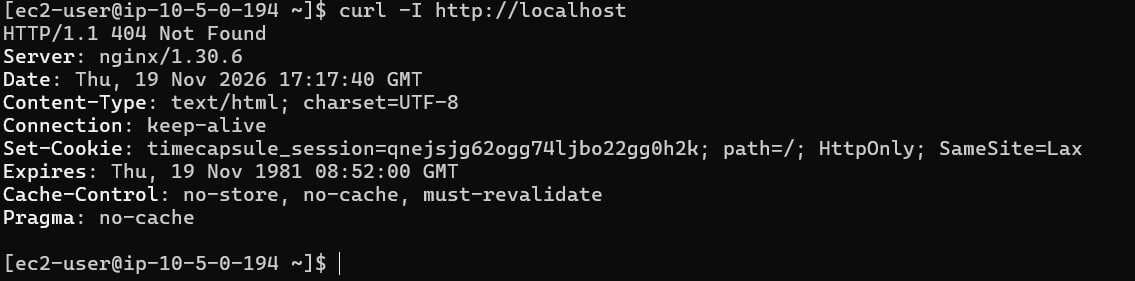 [ec2-user@ip-10-5-0-194 ~]$ curl -I http://localhost
HTTP/1.1 404 Not Found
Server: nginx/1.30.6
Date: Thu, 19 Nov 2026 17:17:40 GMT
Content-Type: text/html; charset=UTF-8
Connection: keep-alive
Set-Cookie: timecapsule_session=qnejsjg62ogg74ljbo22gg0h2k; path=/; HttpOnly; SameSite=Lax
Expires: Thu, 19 Nov 1981 08:52:00 GMT
Cache-Control: no-store, no-cache, must-revalidate
Pragma: no-cache
[ec2-user@ip-10-5-0-194 ~]$